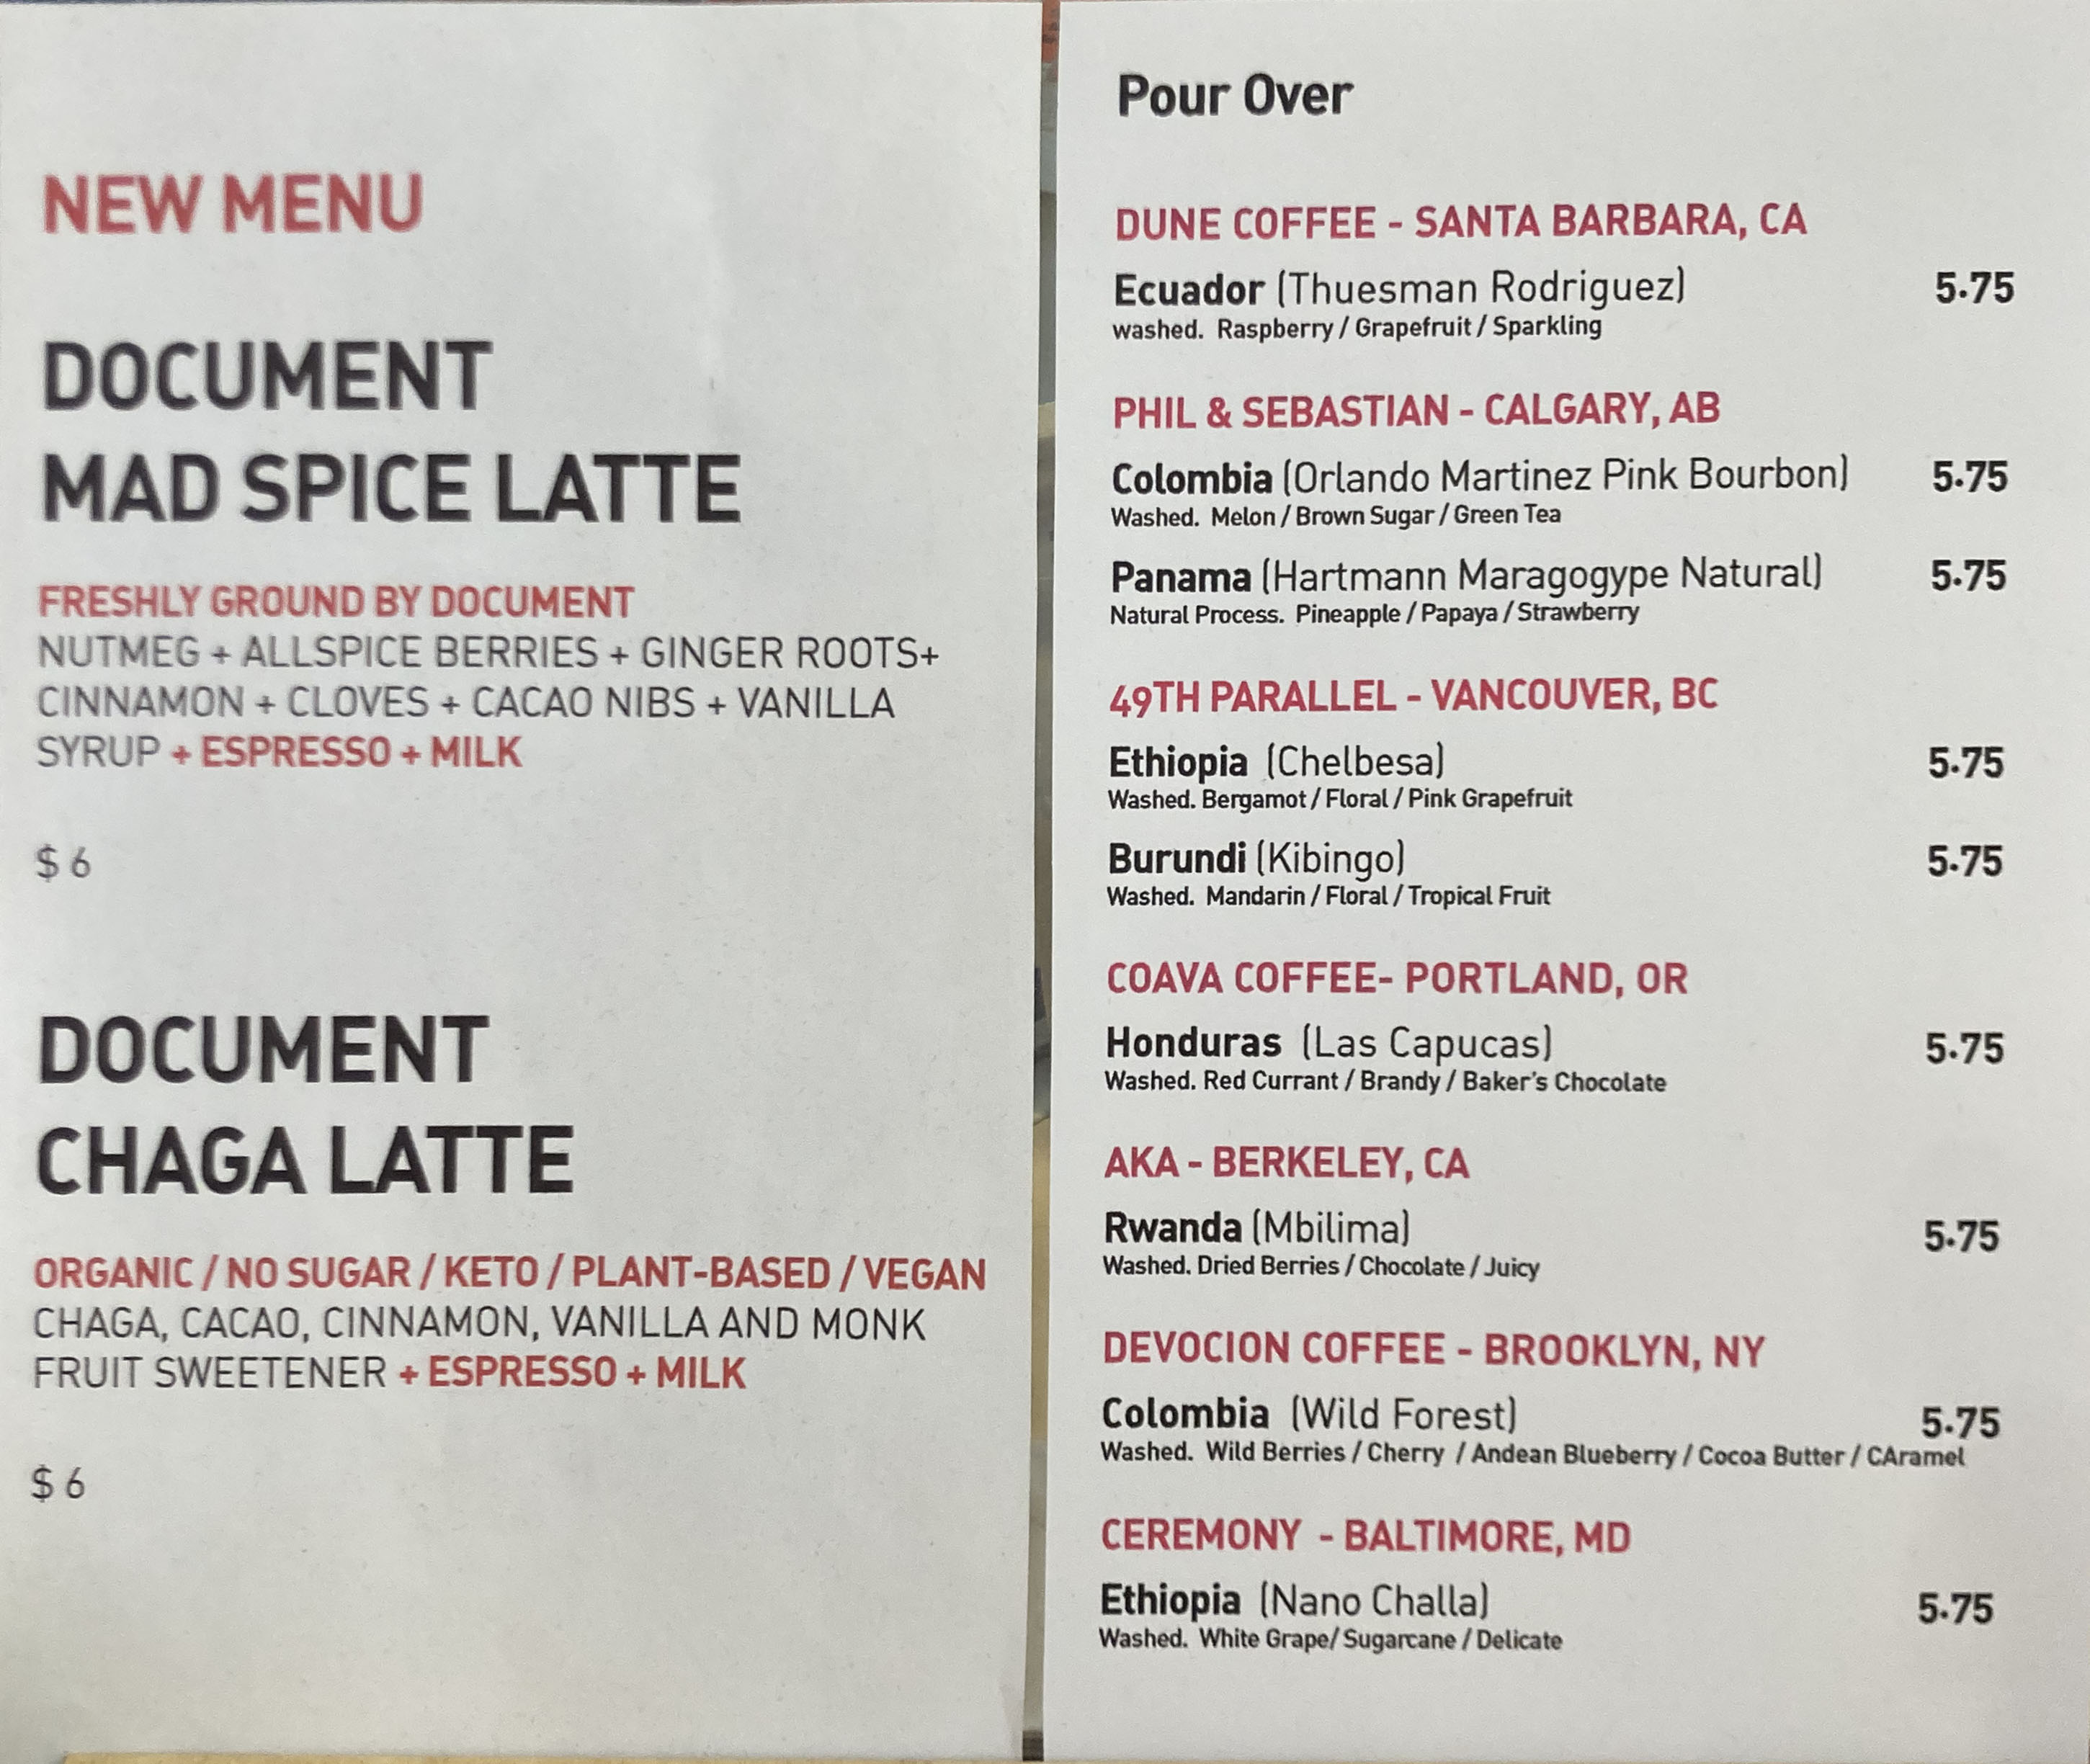 NEW MENU
DOCUMENT
MAD SPICE LATTE
FRESHLY GROUND BY DOCUMENT
NUTMEG + ALLSPICE BERRIES + GINGER ROOTS+
CINNAMON + CLOVES + CACAO NIBS + VANILLA
SYRUP + ESPRESSO + MILK
$ 6
DOCUMENT
CHAGA LATTE
ORGANIC / NO SUGAR / KETO / PLANT-BASED / VEGAN
CHAGA, CACAO, CINNAMON, VANILLA AND MONK
FRUIT SWEETENER + ESPRESSO + MILK
$ 6
Pour Over
DUNE COFFEE - SANTA BARBARA, CA
Ecuador (Thuesman Rodriguez) 5.75
washed. Raspberry / Grapefruit / Sparkling
PHIL & SEBASTIAN - CALGARY, AB
Colombia (Orlando Martinez Pink Bourbon) 5.75
Washed. Melon / Brown Sugar / Green Tea
Panama (Hartmann Maragogype Natural) 5.75
Natural Process. Pineapple / Papaya / Strawberry
49TH PARALLEL - VANCOUVER, BC
Ethiopia (Chelbesa) 5.75
Washed. Bergamot / Floral / Pink Grapefruit
Burundi (Kibingo) 5.75
Washed. Mandarin / Floral / Tropical Fruit
COAVA COFFEE- PORTLAND, OR
Honduras (Las Capucas) 5.75
Washed. Red Currant / Brandy / Baker's Chocolate
AKA - BERKELEY, CA
Rwanda (Mbilima) 5.75
Washed. Dried Berries / Chocolate / Juicy
DEVOCION COFFEE - BROOKLYN, NY
Colombia (Wild Forest) 5.75
Washed. Wild Berries / Cherry / Andean Blueberry / Cocoa Butter / CAramel
CEREMONY - BALTIMORE, MD
Ethiopia (Nano Challa) 5.75
Washed. White Grape/ Sugarcane / Delicate